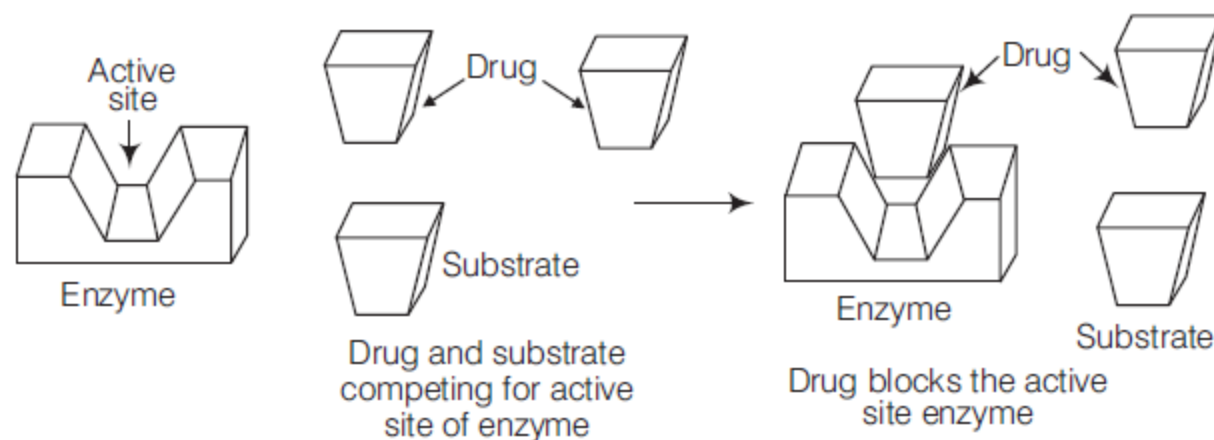 Active
site
Enzyme
Drug
Substrate
Drug and substrate
competing for active
site of enzyme
Drug
Enzyme
Substrate
Drug blocks the active
site enzyme